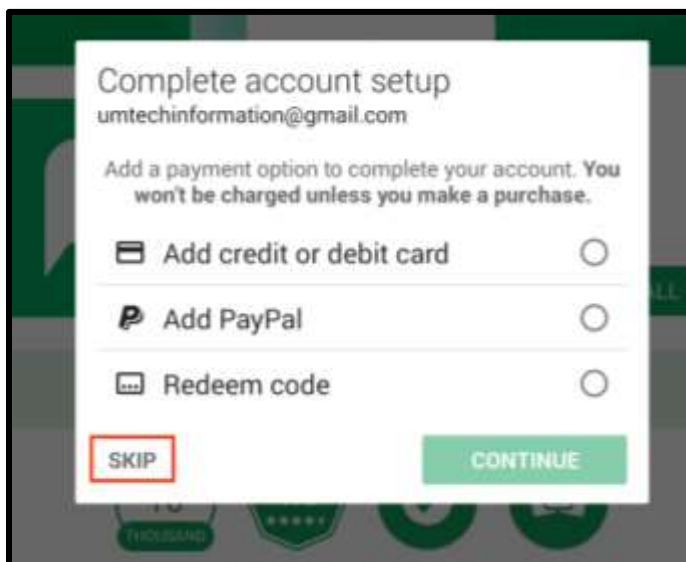 Complete account setup
umtechinformation@gmail.com
Add a payment option to complete your account. You
won't be charged unless you make a purchase.
Add credit or debit card
Add PayPal
Redeem code
SKIP
CONTINUE
THOUSAND